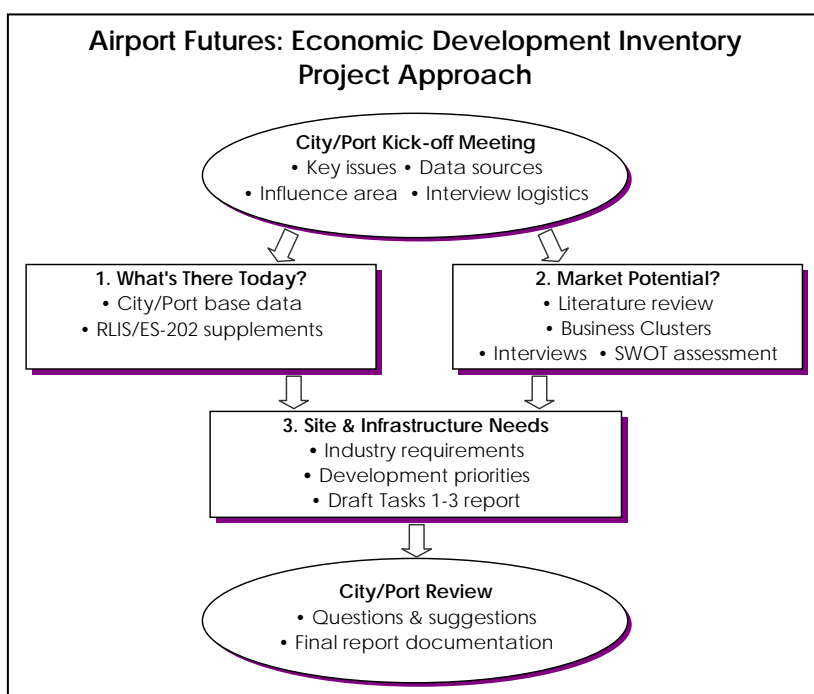 Airport Futures: Economic Development Inventory
Project Approach
City/Port Kick-off Meeting
• Key issues • Data sources
• Influence area • Interview logistics
1. What's There Today?
• City/Port base data
• RLIS/ES-202 supplements
2. Market Potential?
• Literature review
• Business Clusters
• Interviews • SWOT assessment
3. Site & Infrastructure Needs
• Industry requirements
• Development priorities
• Draft Tasks 1-3 report
City/Port Review
• Questions & suggestions
• Final report documentation